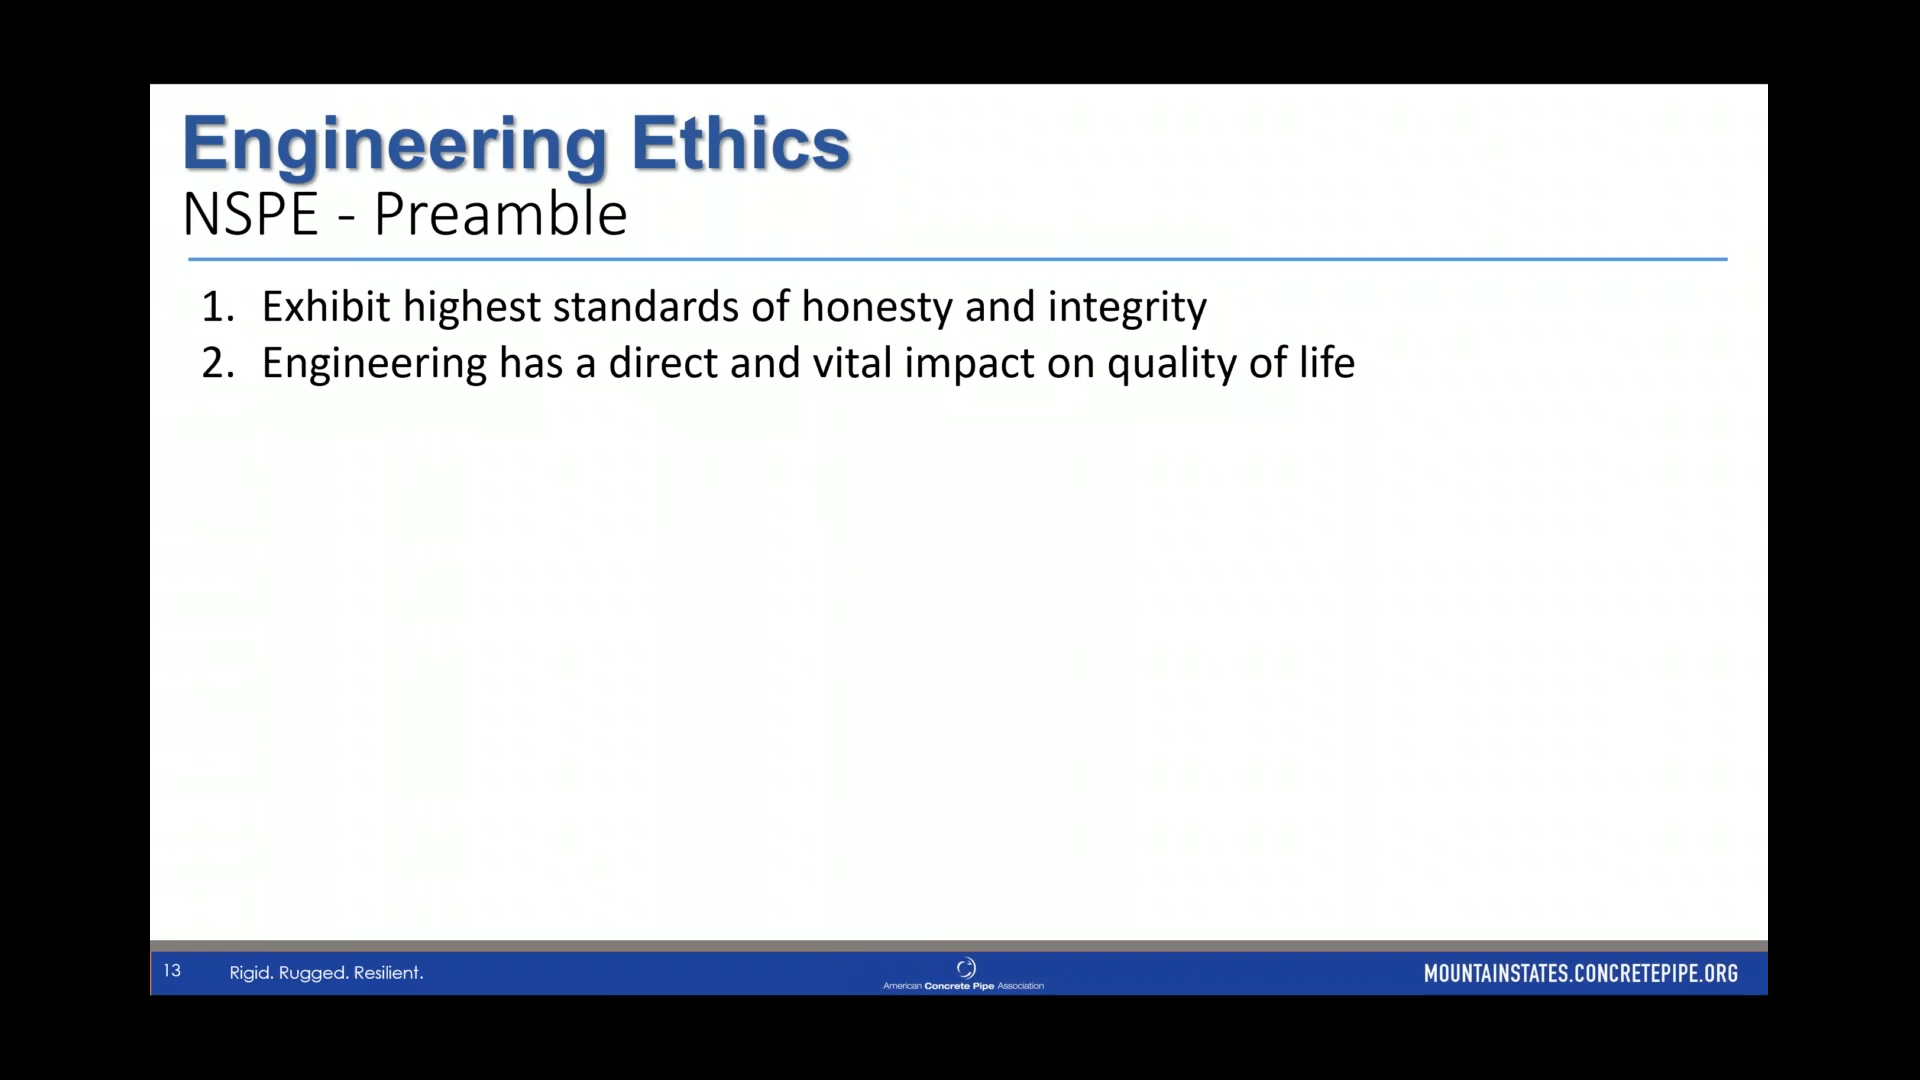 Engineering Ethics
NSPE - Preamble
1. Exhibit highest standards of honesty and integrity
2. Engineering has a direct and vital impact on quality of life
13 Rigid. Rugged. Resilient.
American Concrete Pipe Association
MOUNTAINSTATES.CONCRETEPIPE.ORG